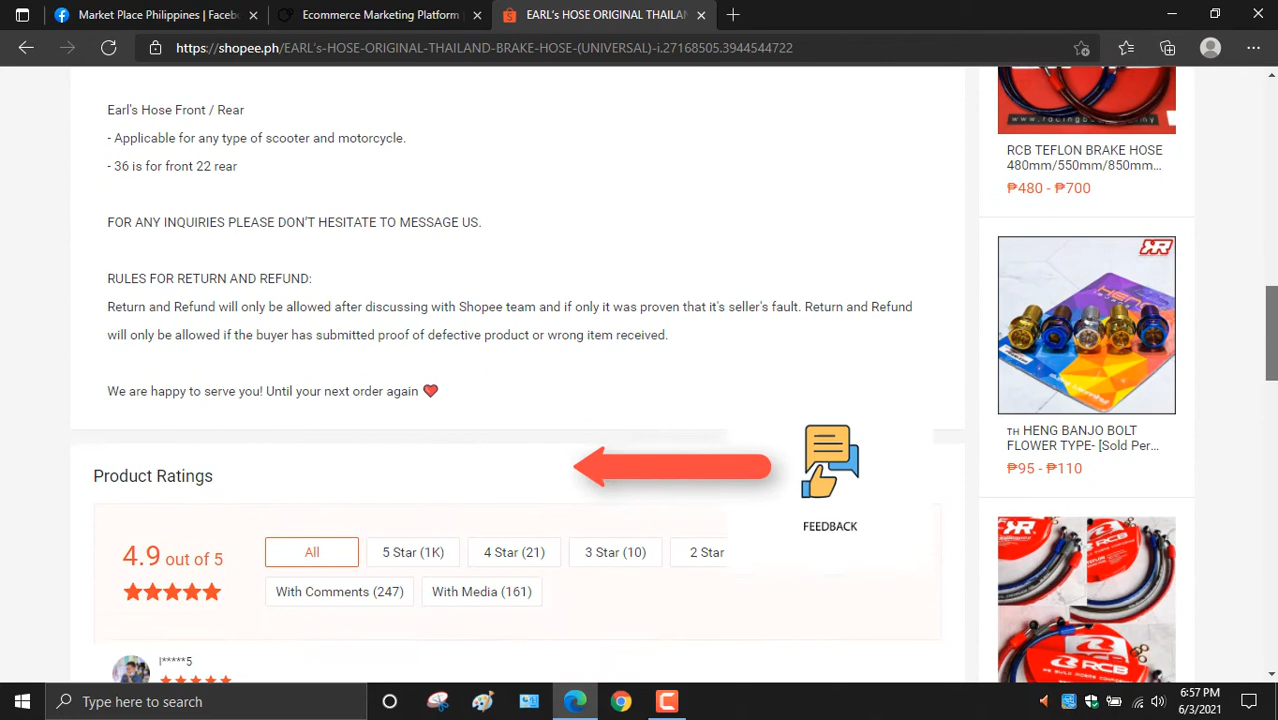 Market Place Philippines | Faceb
Ecommerce Marketing Platform
EARL's HOSE ORIGINAL THAILAN
https://shopee.ph/EARL's-HOSE-ORIGINAL-THAILAND-BRAKE-HOSE-(UNIVERSAL)-i.27168505.3944544722
Earl's Hose Front / Rear
- Applicable for any type of scooter and motorcycle.
- 36 is for front 22 rear
FOR ANY INQUIRIES PLEASE DON'T HESITATE TO MESSAGE US.
RULES FOR RETURN AND REFUND:
Return and Refund will only be allowed after discussing with Shopee team and if only it was proven that it's seller's fault. Return and Refund
will only be allowed if the buyer has submitted proof of defective product or wrong item received.
We are happy to serve you! Until your next order again
Product Ratings
FEEDBACK
4.9 out of 5
All
5 Star (1K)
4 Star (21)
3 Star (10)
2 Star
With Comments (247)
With Media (161)
l*****5
RCB TEFLON BRAKE HOSE
480mm/550mm/850mm...
₱480 - ₱700
ᴛʜ HENG BANJO BOLT
FLOWER TYPE- [Sold Per...
₱95 - ₱110
RCB
Type here to search
6:57 PM
6/3/2021